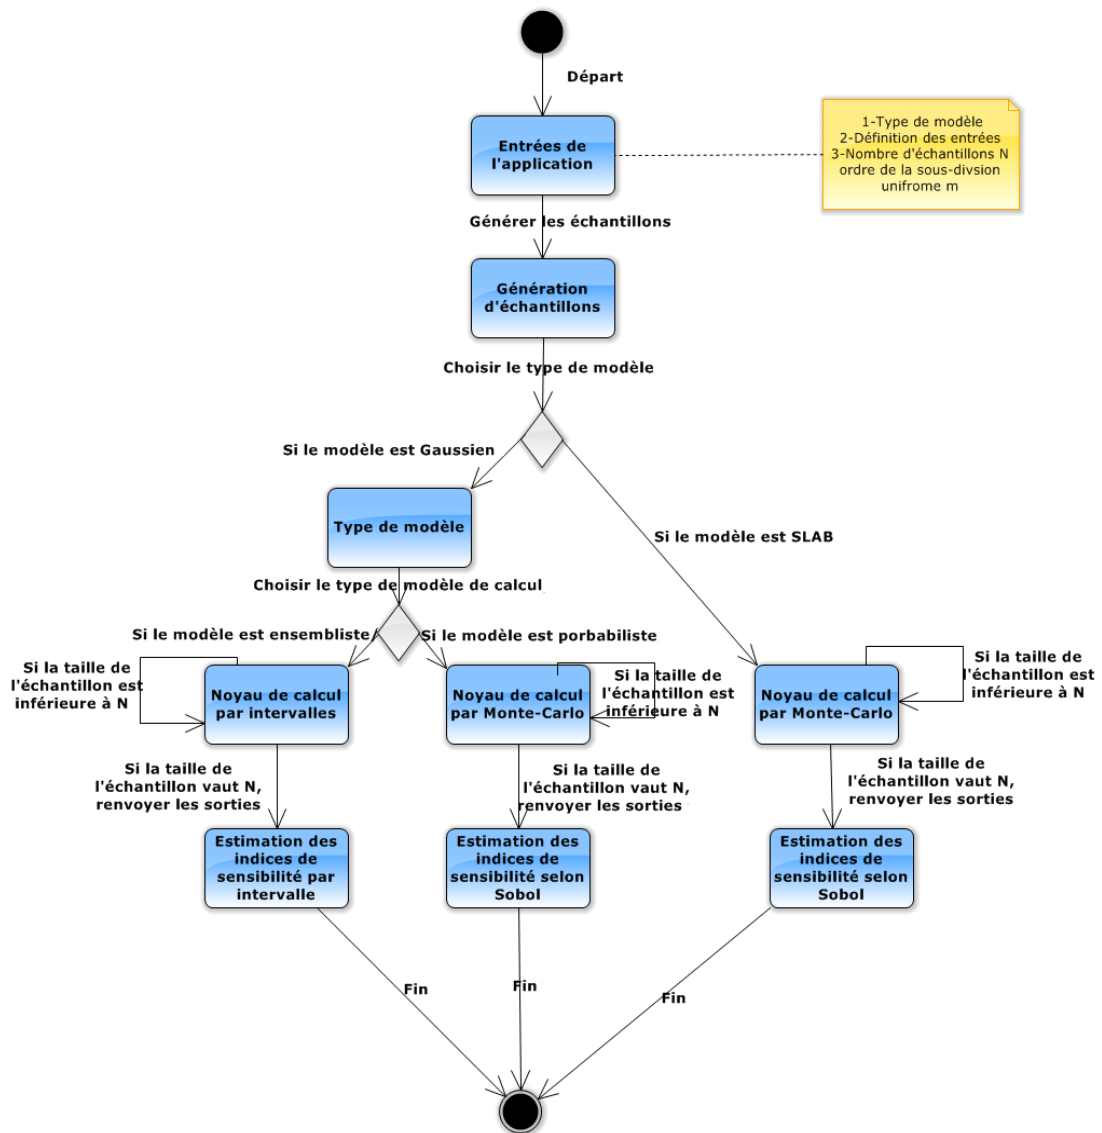 Départ
1-Type de modèle
2-Définition des entrées
3-Nombre d'échantillons N
ordre de la sous-divsion
unifrome m
Entrées de
l'application
Générer les échantillons
Génération
d'échantillons
Choisir le type de modèle
Si le modèle est Gaussien
Type de modèle
Si le modèle est SLAB
Choisir le type de modèle de calcul
Si le modèle est ensembliste
Si le modèle est porbabiliste
Si la taille de
l'échantillon est
inférieure à N
Noyau de calcul
par intervalles
Noyau de calcul
par Monte-Carlo
Si la taille de
l'échantillon est
inférieure à N
Noyau de calcul
par Monte-Carlo
Si la taille de
l'échantillon est
inférieure à N
Si la taille de
l'échantillon vaut N,
renvoyer les sorties
Si la taille de
l'échantillon vaut N,
renvoyer les sorties
Si la taille de
l'échantillon vaut N,
renvoyer les sorties
Estimation des
indices de
sensibilité par
intervalle
Estimation des
indices de
sensibilité selon
Sobol
Estimation des
indices de
sensibilité selon
Sobol
Fin
Fin
Fin